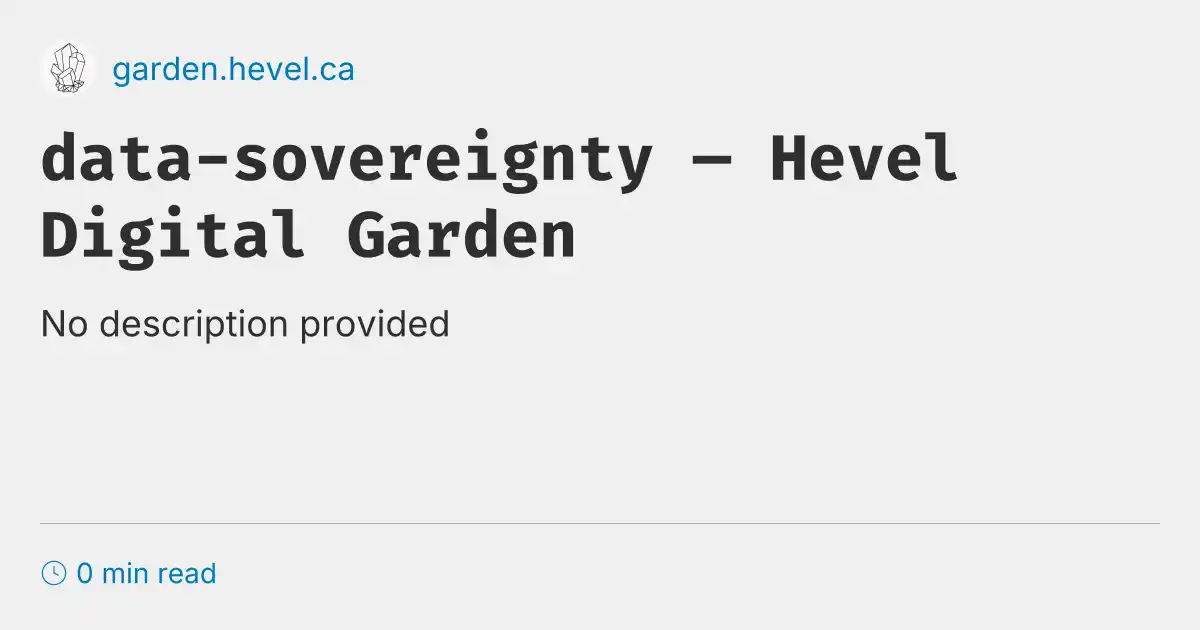 garden.hevel.ca
data-sovereignty — Hevel
Digital Garden
No description provided
0 min read